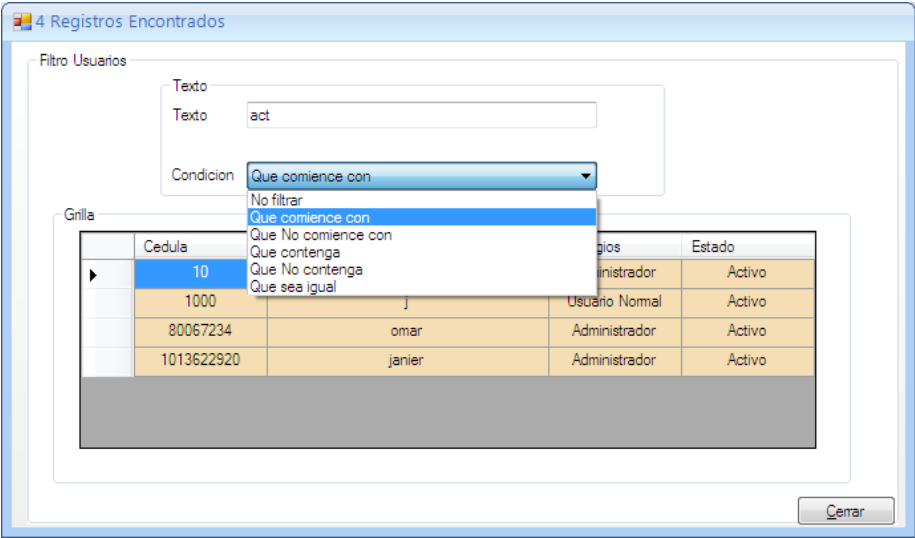 4 Registros Encontrados
Filtro Usuarios
Texto
Texto act
Condicion Que comience con
No filtrar
Que comience con
Que No comience con
Que contenga
Que No contenga
Que sea igual
Grilla
Cedula gios Estado
10 inistrador Activo
1000 j Usuario Normal Activo
80067234 omar Administrador Activo
1013622920 janier Administrador Activo
Cerrar